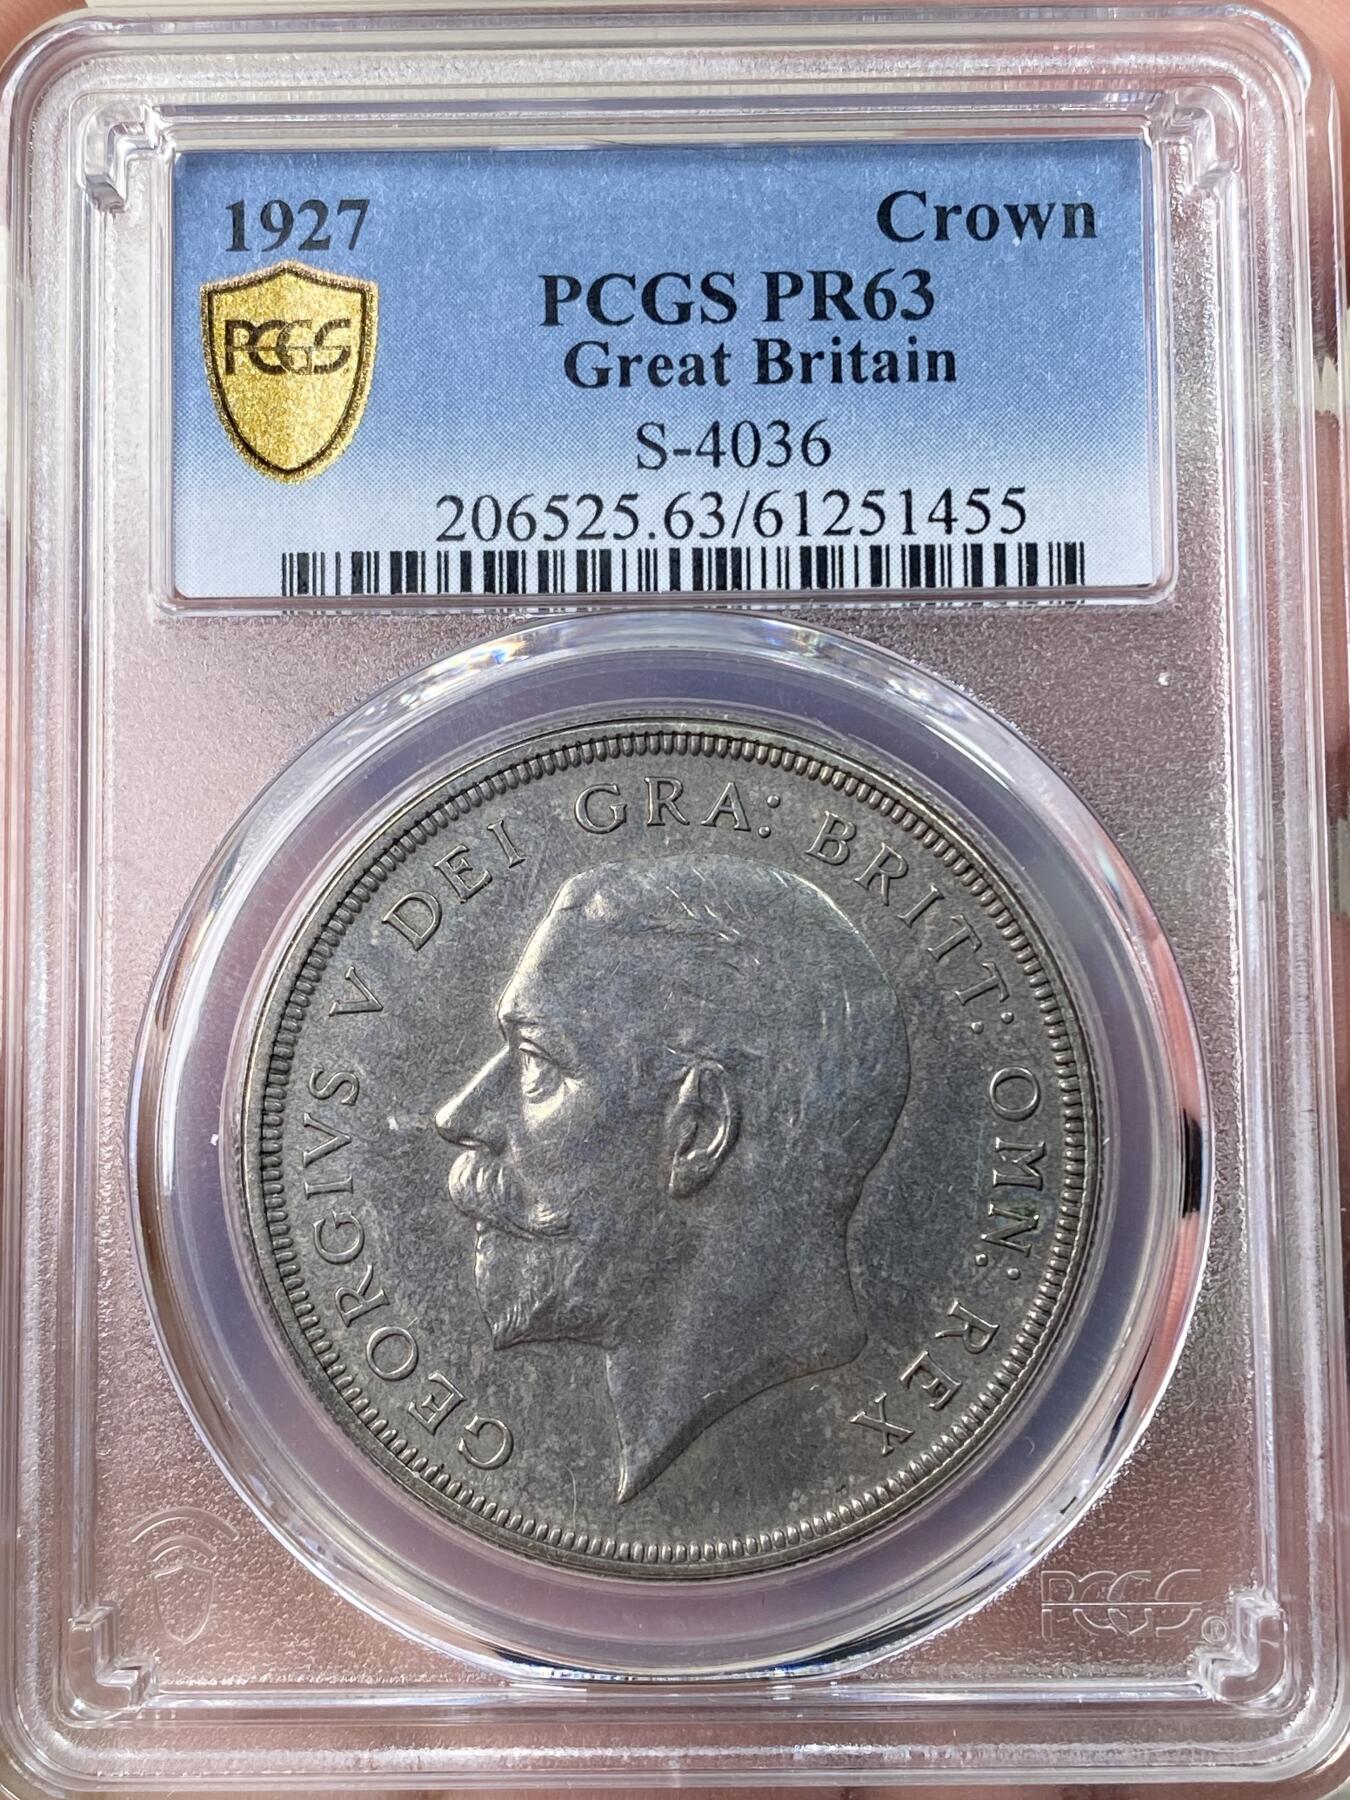 1927 Crown
PCGS PR63
PCGS
Great Britain
S-4036
206525.63/61251455
GEORGIVS V DEI GRA: BRITT: OMN: REX
PCGS ®